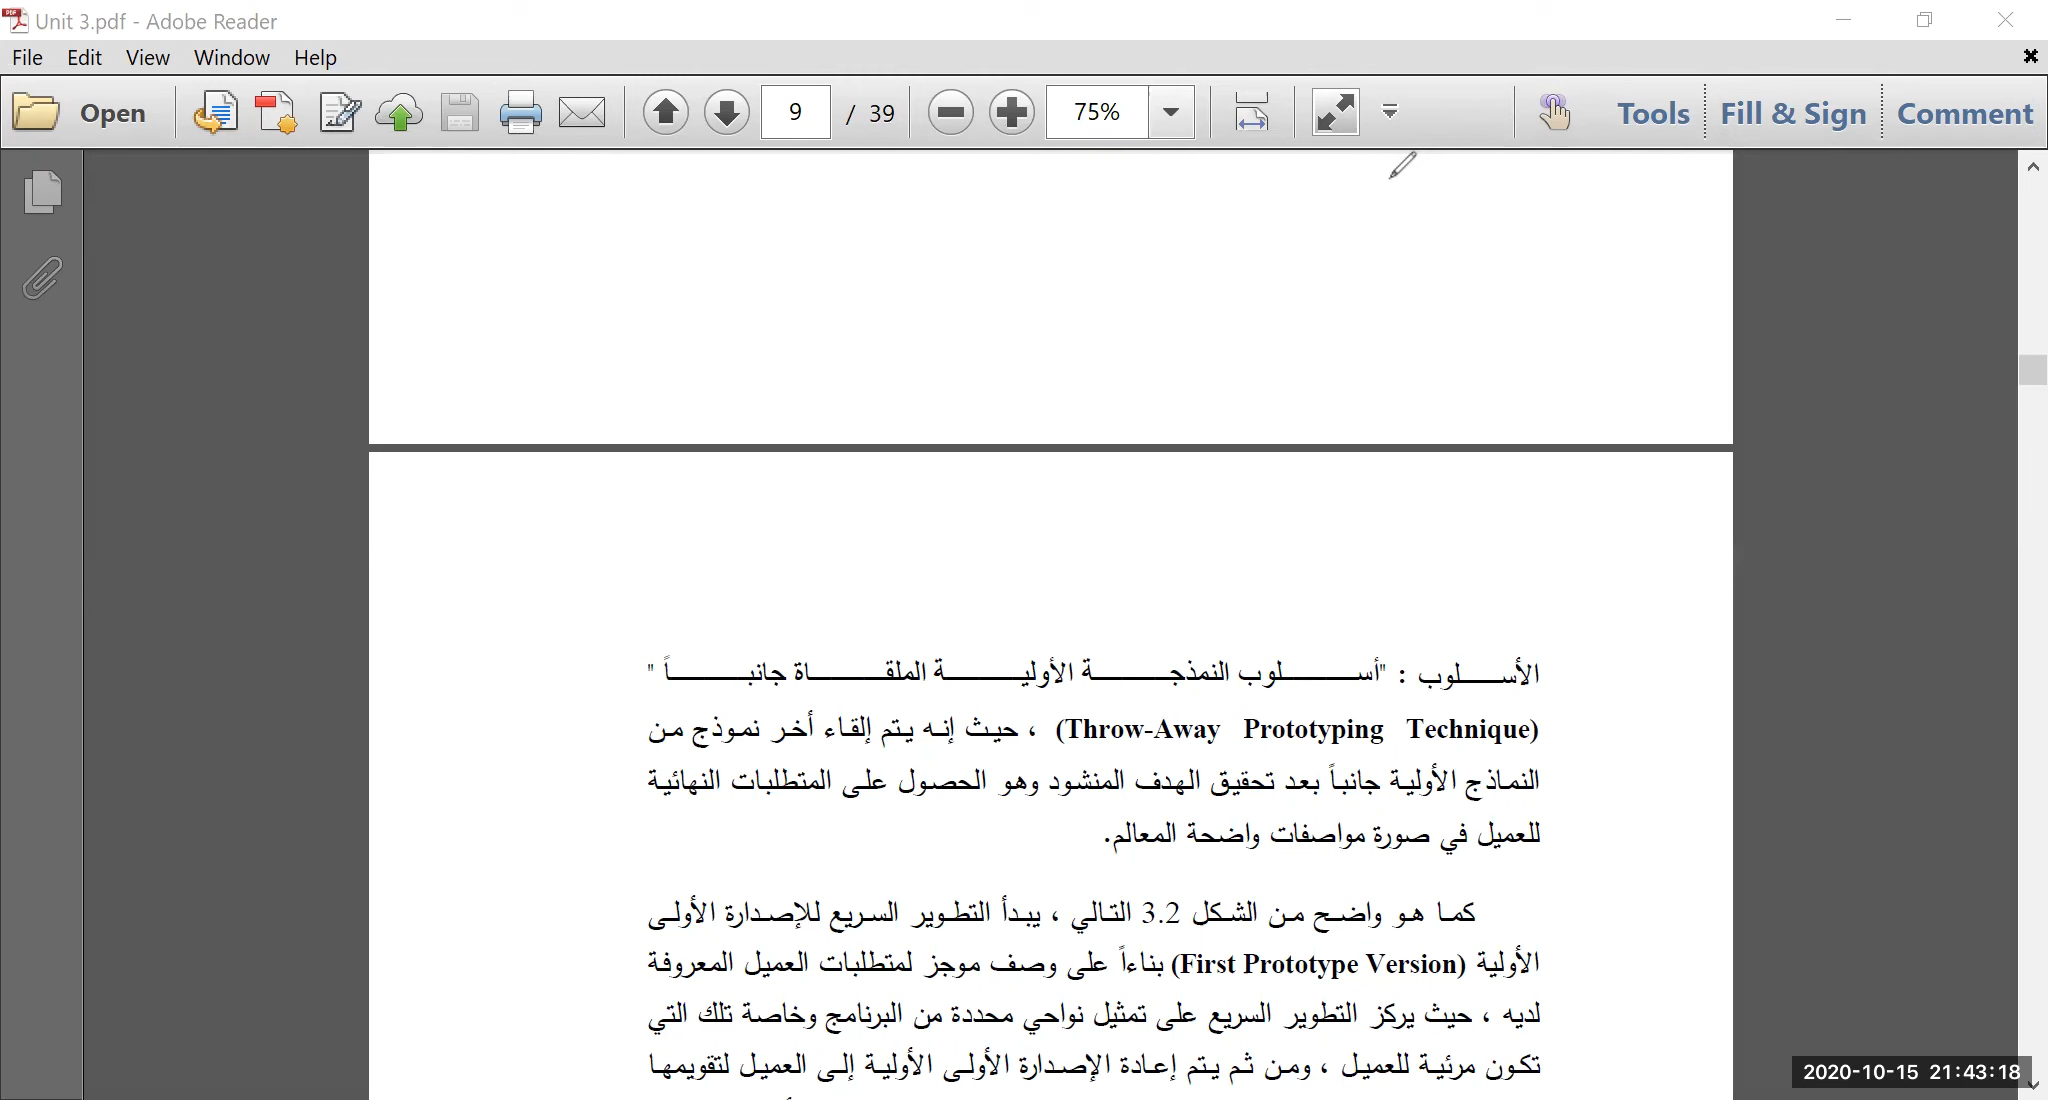 Unit 3.pdf - Adobe Reader
File Edit View Window Help
Open 9 / 39 75% Tools Fill & Sign Comment
الأسـلوب : "أسـلوب النمذجـة الأوليـة الملقـاة جانبـاً "
(Throw-Away Prototyping Technique) ، حيث إنه يتم إلقاء أخر نموذج من
النماذج الأولية جانباً بعد تحقيق الهدف المنشود وهو الحصول على المتطلبات النهائية
للعميل في صورة مواصفات واضحة المعالم.
كما هو واضح من الشكل 3.2 التالي ، يبدأ التطوير السريع للإصدارة الأولى
الأولية (First Prototype Version) بناءاً على وصف موجز لمتطلبات العميل المعروفة
لديه ، حيث يركز التطوير السريع على تمثيل نواحي محددة من البرنامج وخاصة تلك التي
تكون مرئية للعميل ، ومن ثم يتم إعادة الإصدارة الأولى الأولية إلى العميل لتقويمها
2020-10-15 21:43:18